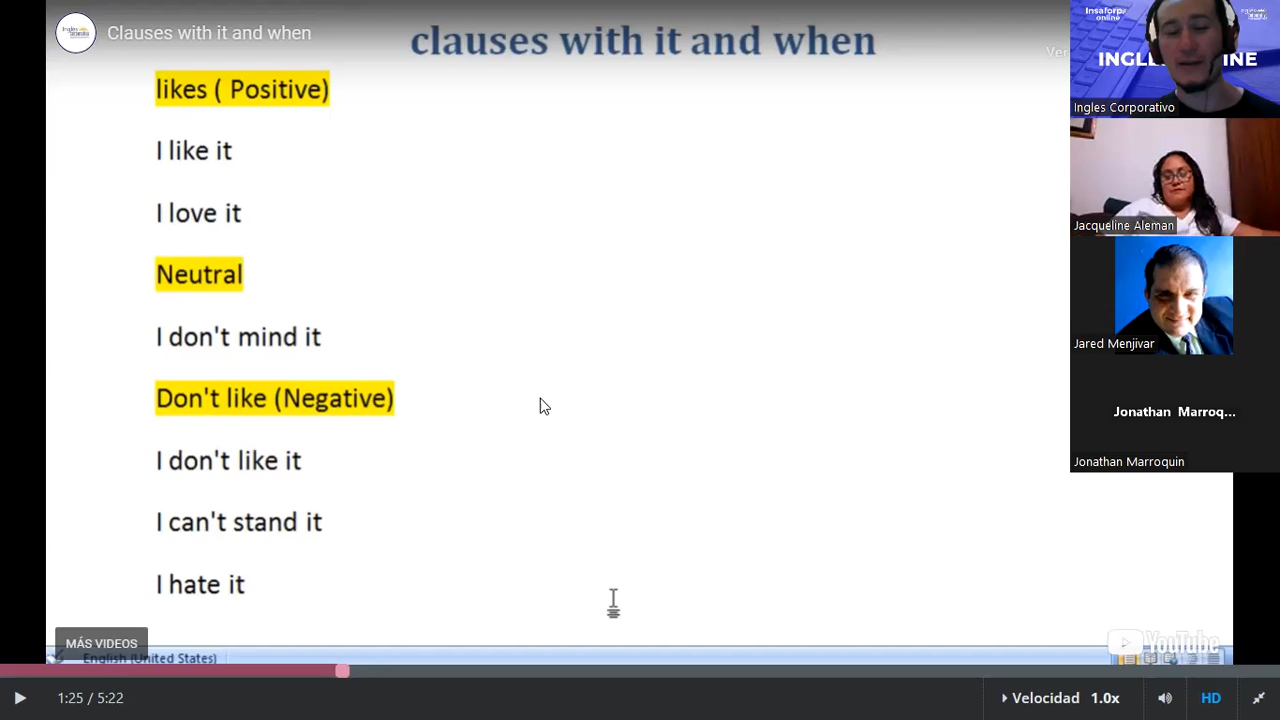 Clauses with it and when
clauses with it and when
likes ( Positive)
I like it
I love it
Neutral
I don't mind it
Don't like (Negative)
I don't like it
I can't stand it
I hate it
MÁS VIDEOS
English (United States)
YouTube
1:25 / 5:22
Velocidad 1.0x
HD
Insaforp
online
Ingles Corporativo
Jacqueline Aleman
Jared Menjivar
Jonathan Marroq...
Jonathan Marroquin